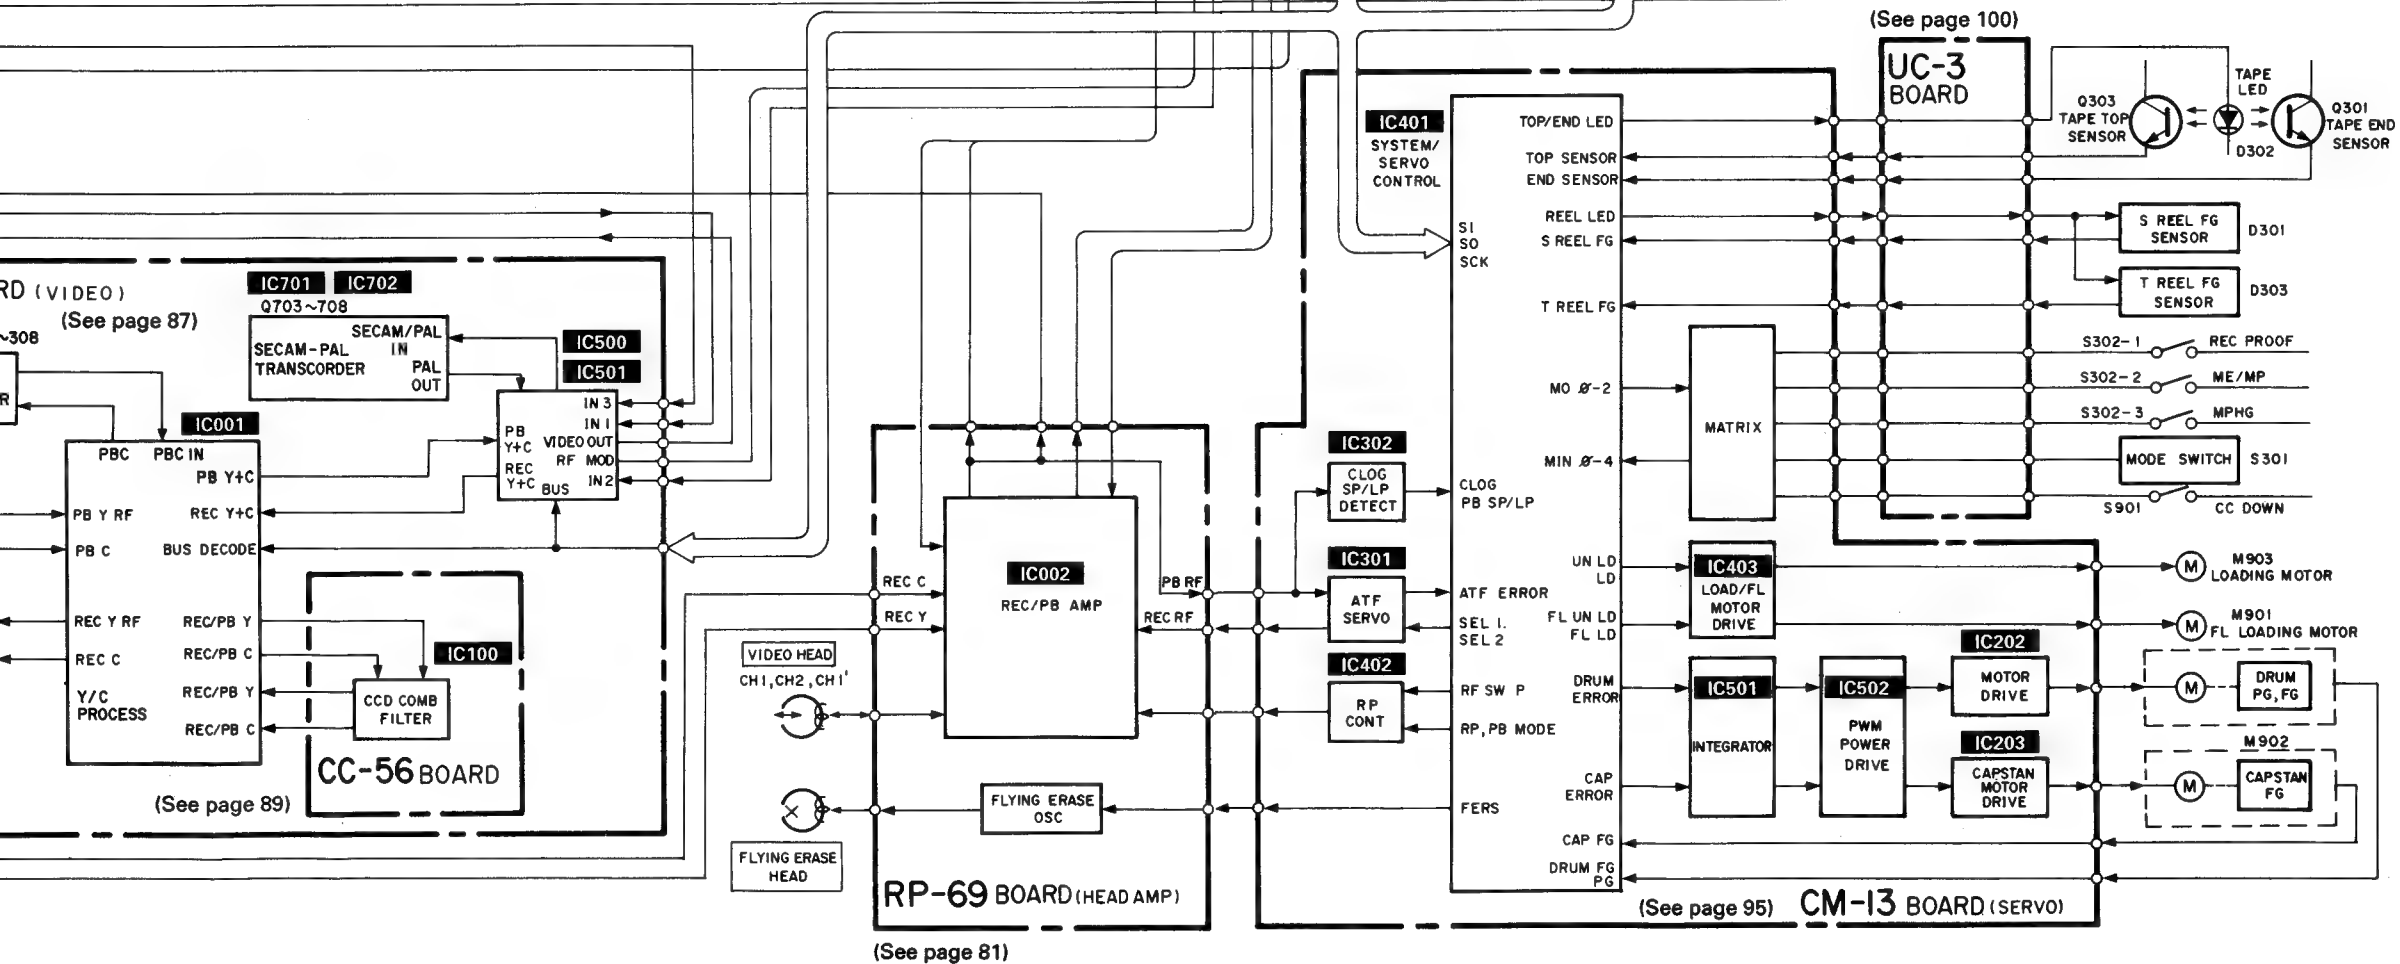 RD (VIDEO)
(See page 87)
~308
R
IC701
IC702
Q703~708
SECAM/PAL
IN
SECAM-PAL
TRANSCORDER
PAL
OUT
IC500
IC501
IN 3
IN 1
VIDEO OUT
RF MOD
IN2
PB
Y+C
REC
Y+C
BUS
IC001
PBC
PBC IN
PB Y+C
PB Y RF
REC Y+C
PB C
BUS DECODE
REC Y RF
REC/PB Y
REC C
REC/PB C
REC/PB Y
Y/C
PROCESS
REC/PB C
IC100
CCD COMB
FILTER
CC-56 BOARD
(See page 89)
REC C
REC Y
VIDEO HEAD
CH1, CH2, CH1'
FLYING ERASE
HEAD
IC002
REC/PB AMP
PB RF
REC RF
FLYING ERASE
OSC
RP-69 BOARD (HEAD AMP)
(See page 81)
IC401
SYSTEM/
SERVO
CONTROL
SI
SO
SCK
IC302
CLOG
SP/LP
DETECT
CLOG
PB SP/LP
IC301
ATF
SERVO
ATF ERROR
SEL 1.
SEL 2
IC402
RP
CONT
RF SW P
RP, PB MODE
FERS
TOP/END LED
TOP SENSOR
END SENSOR
REEL LED
S REEL FG
T REEL FG
MO Ø-2
MIN Ø-4
UN LD
LD
FL UN LD
FL LD
DRUM
ERROR
CAP
ERROR
CAP FG
DRUM FG
PG
MATRIX
IC403
LOAD/FL
MOTOR
DRIVE
IC501
INTEGRATOR
IC502
PWM
POWER
DRIVE
IC202
MOTOR
DRIVE
IC203
CAPSTAN
MOTOR
DRIVE
(See page 95)
CM-13 BOARD (SERVO)
(See page 100)
UC-3
BOARD
Q303
TAPE TOP
SENSOR
TAPE
LED
D302
Q301
TAPE END
SENSOR
S REEL FG
SENSOR
D301
T REEL FG
SENSOR
D303
S302-1
REC PROOF
S302-2
ME/MP
S302-3
MPHG
MODE SWITCH
S301
S901
CC DOWN
M
M903
LOADING MOTOR
M
M901
FL LOADING MOTOR
M
DRUM
PG, FG
M902
M
CAPSTAN
FG